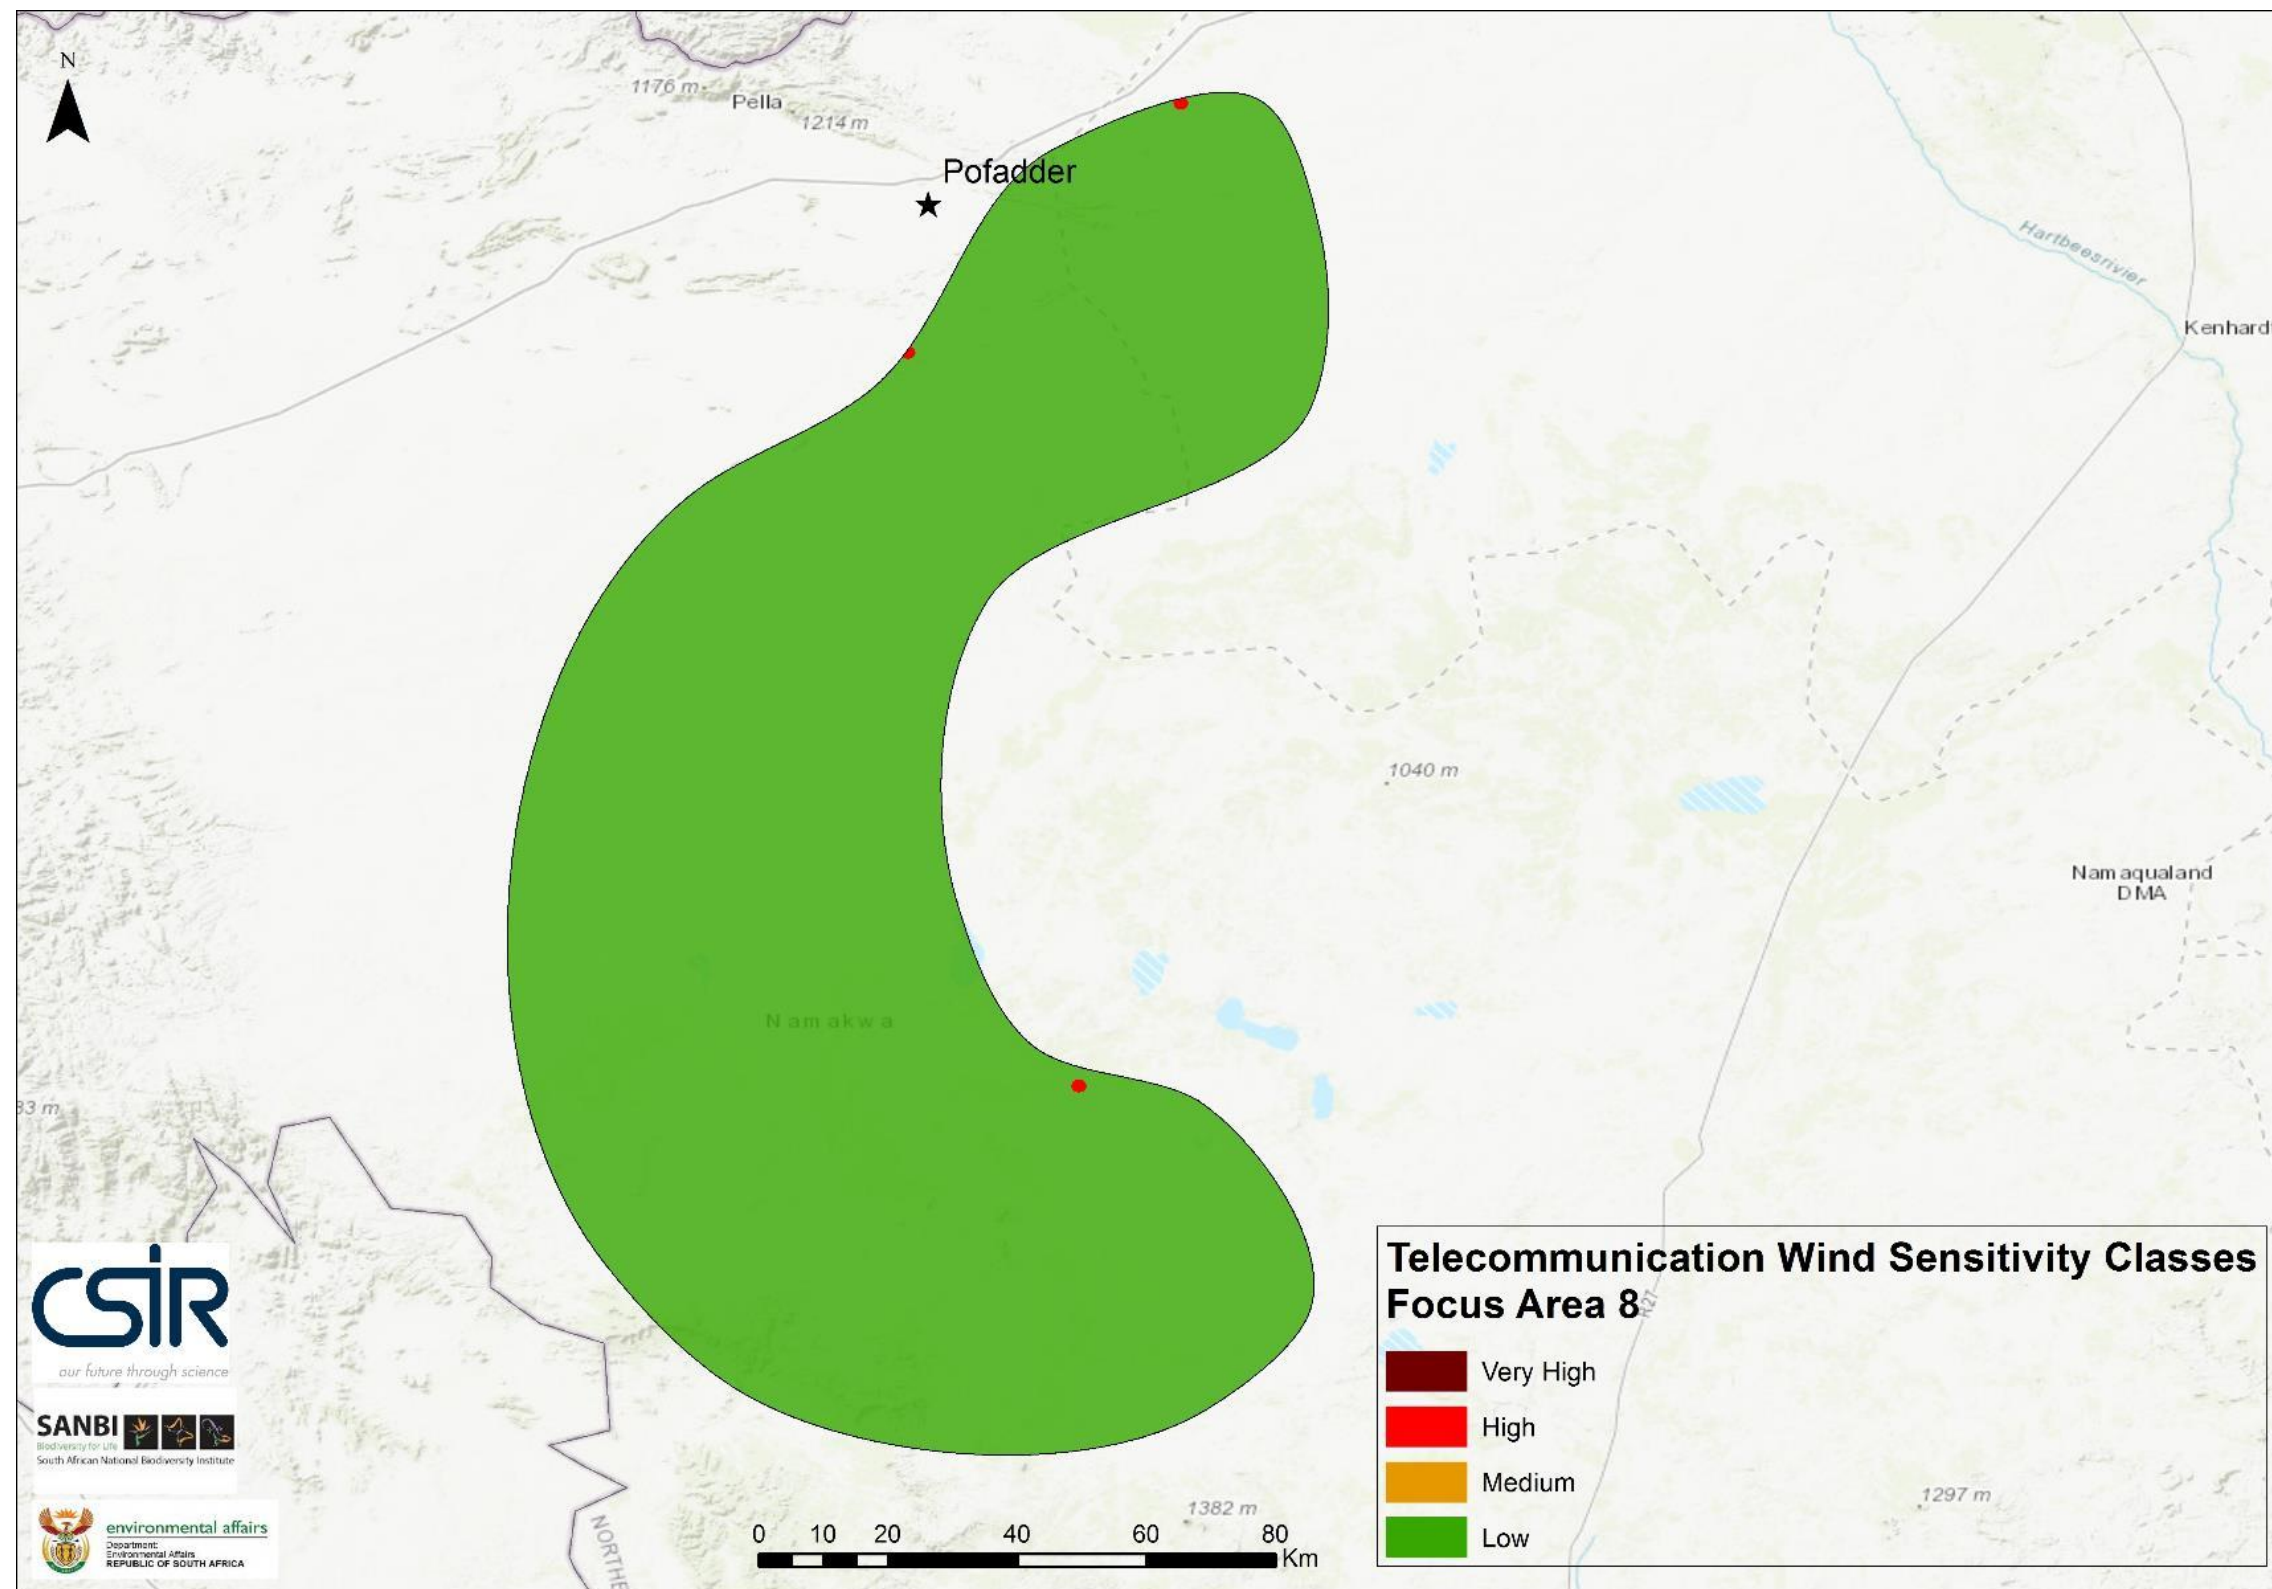 N
1176 m
Pella
1214 m
Pofadder
Hartbeesrivier
Kenhard
1040 m
Namaqualand
DMA
Namakwa
83 m
Telecommunication Wind Sensitivity Classes
Focus Area 8
R27
Very High
High
Medium
Low
CSIR
our future through science
SANBI
Biodiversity for Life
South African National Biodiversity Institute
environmental affairs
Department:
Environmental Affairs
REPUBLIC OF SOUTH AFRICA
NORTHE
1382 m
1297 m
0 10 20 40 60 80
Km